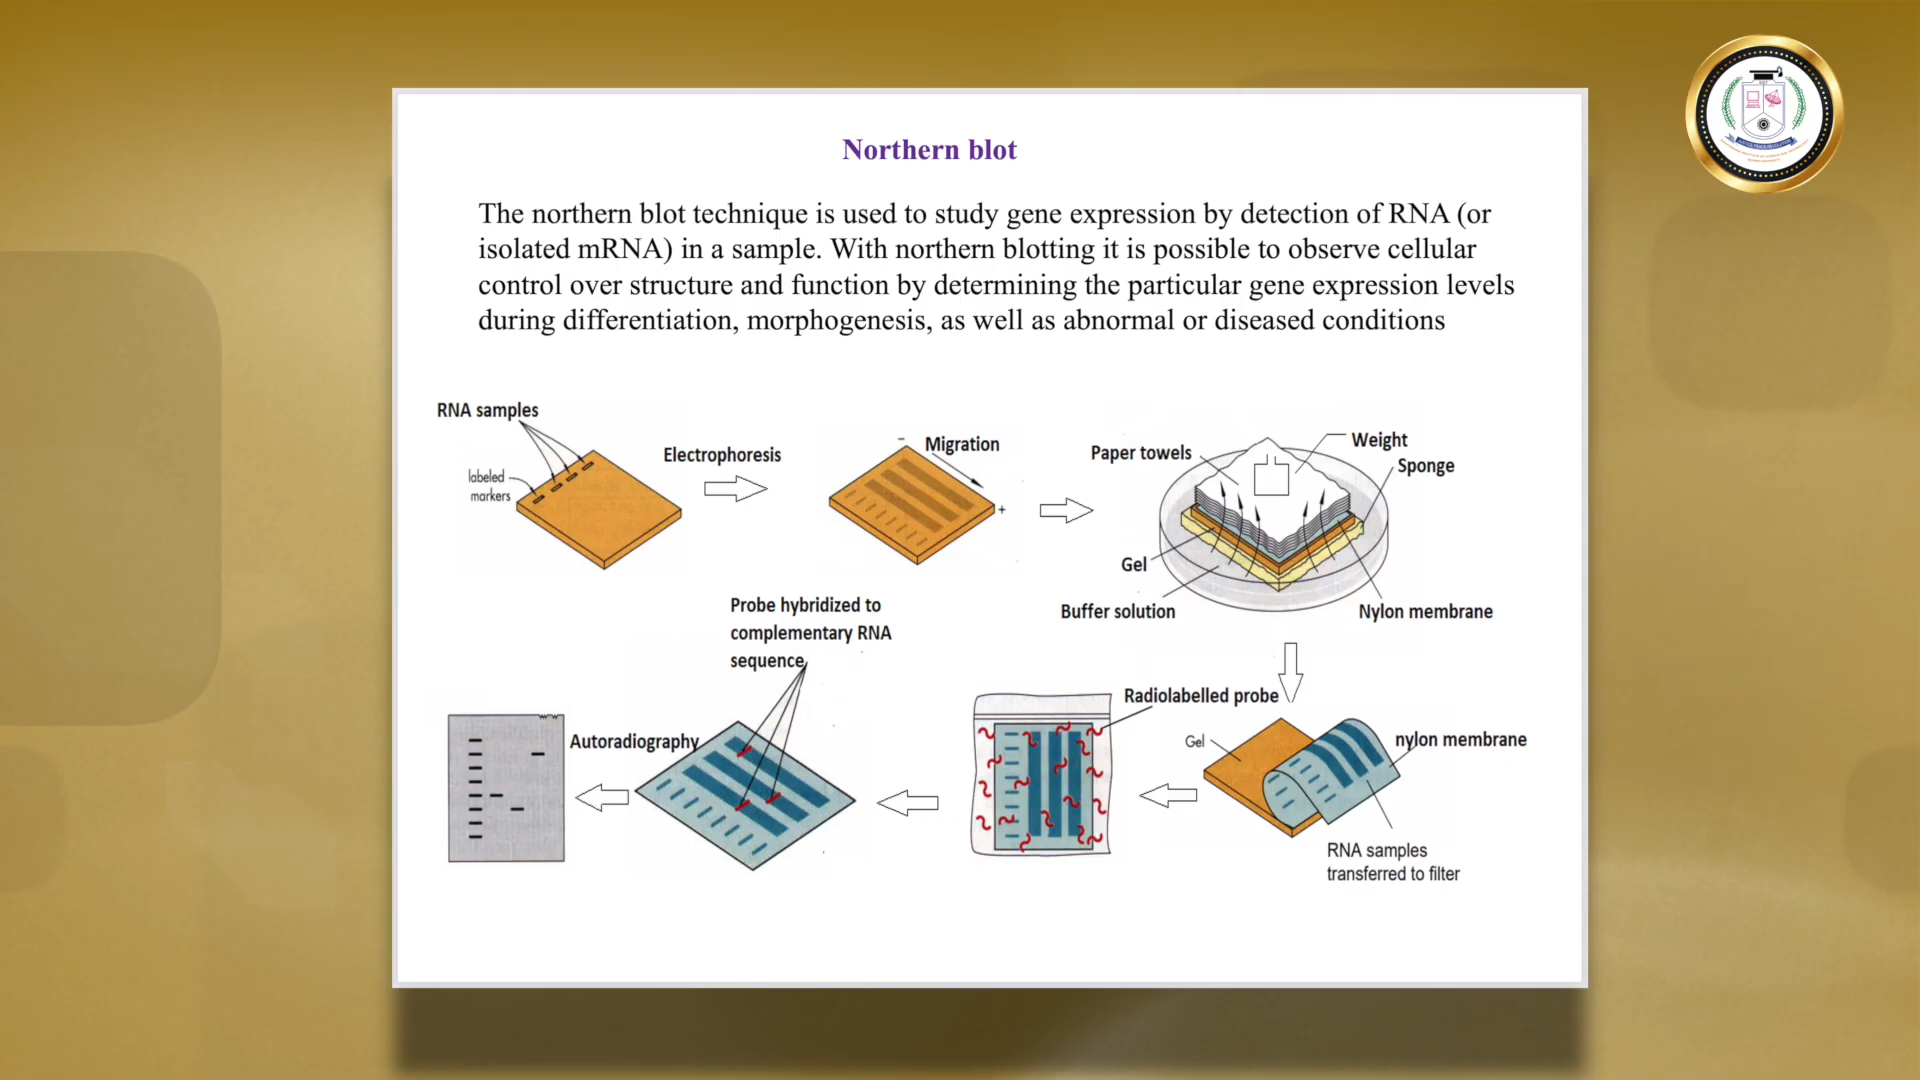 Northern blot
The northern blot technique is used to study gene expression by detection of RNA (or
isolated mRNA) in a sample. With northern blotting it is possible to observe cellular
control over structure and function by determining the particular gene expression levels
during differentiation, morphogenesis, as well as abnormal or diseased conditions
RNA samples
labeled
markers
Electrophoresis
−
Migration
+
Paper towels
Weight
Sponge
Gel
Buffer solution
Nylon membrane
Probe hybridized to
complementary RNA
sequence
Radiolabelled probe
Autoradiography
Gel
nylon membrane
RNA samples
transferred to filter